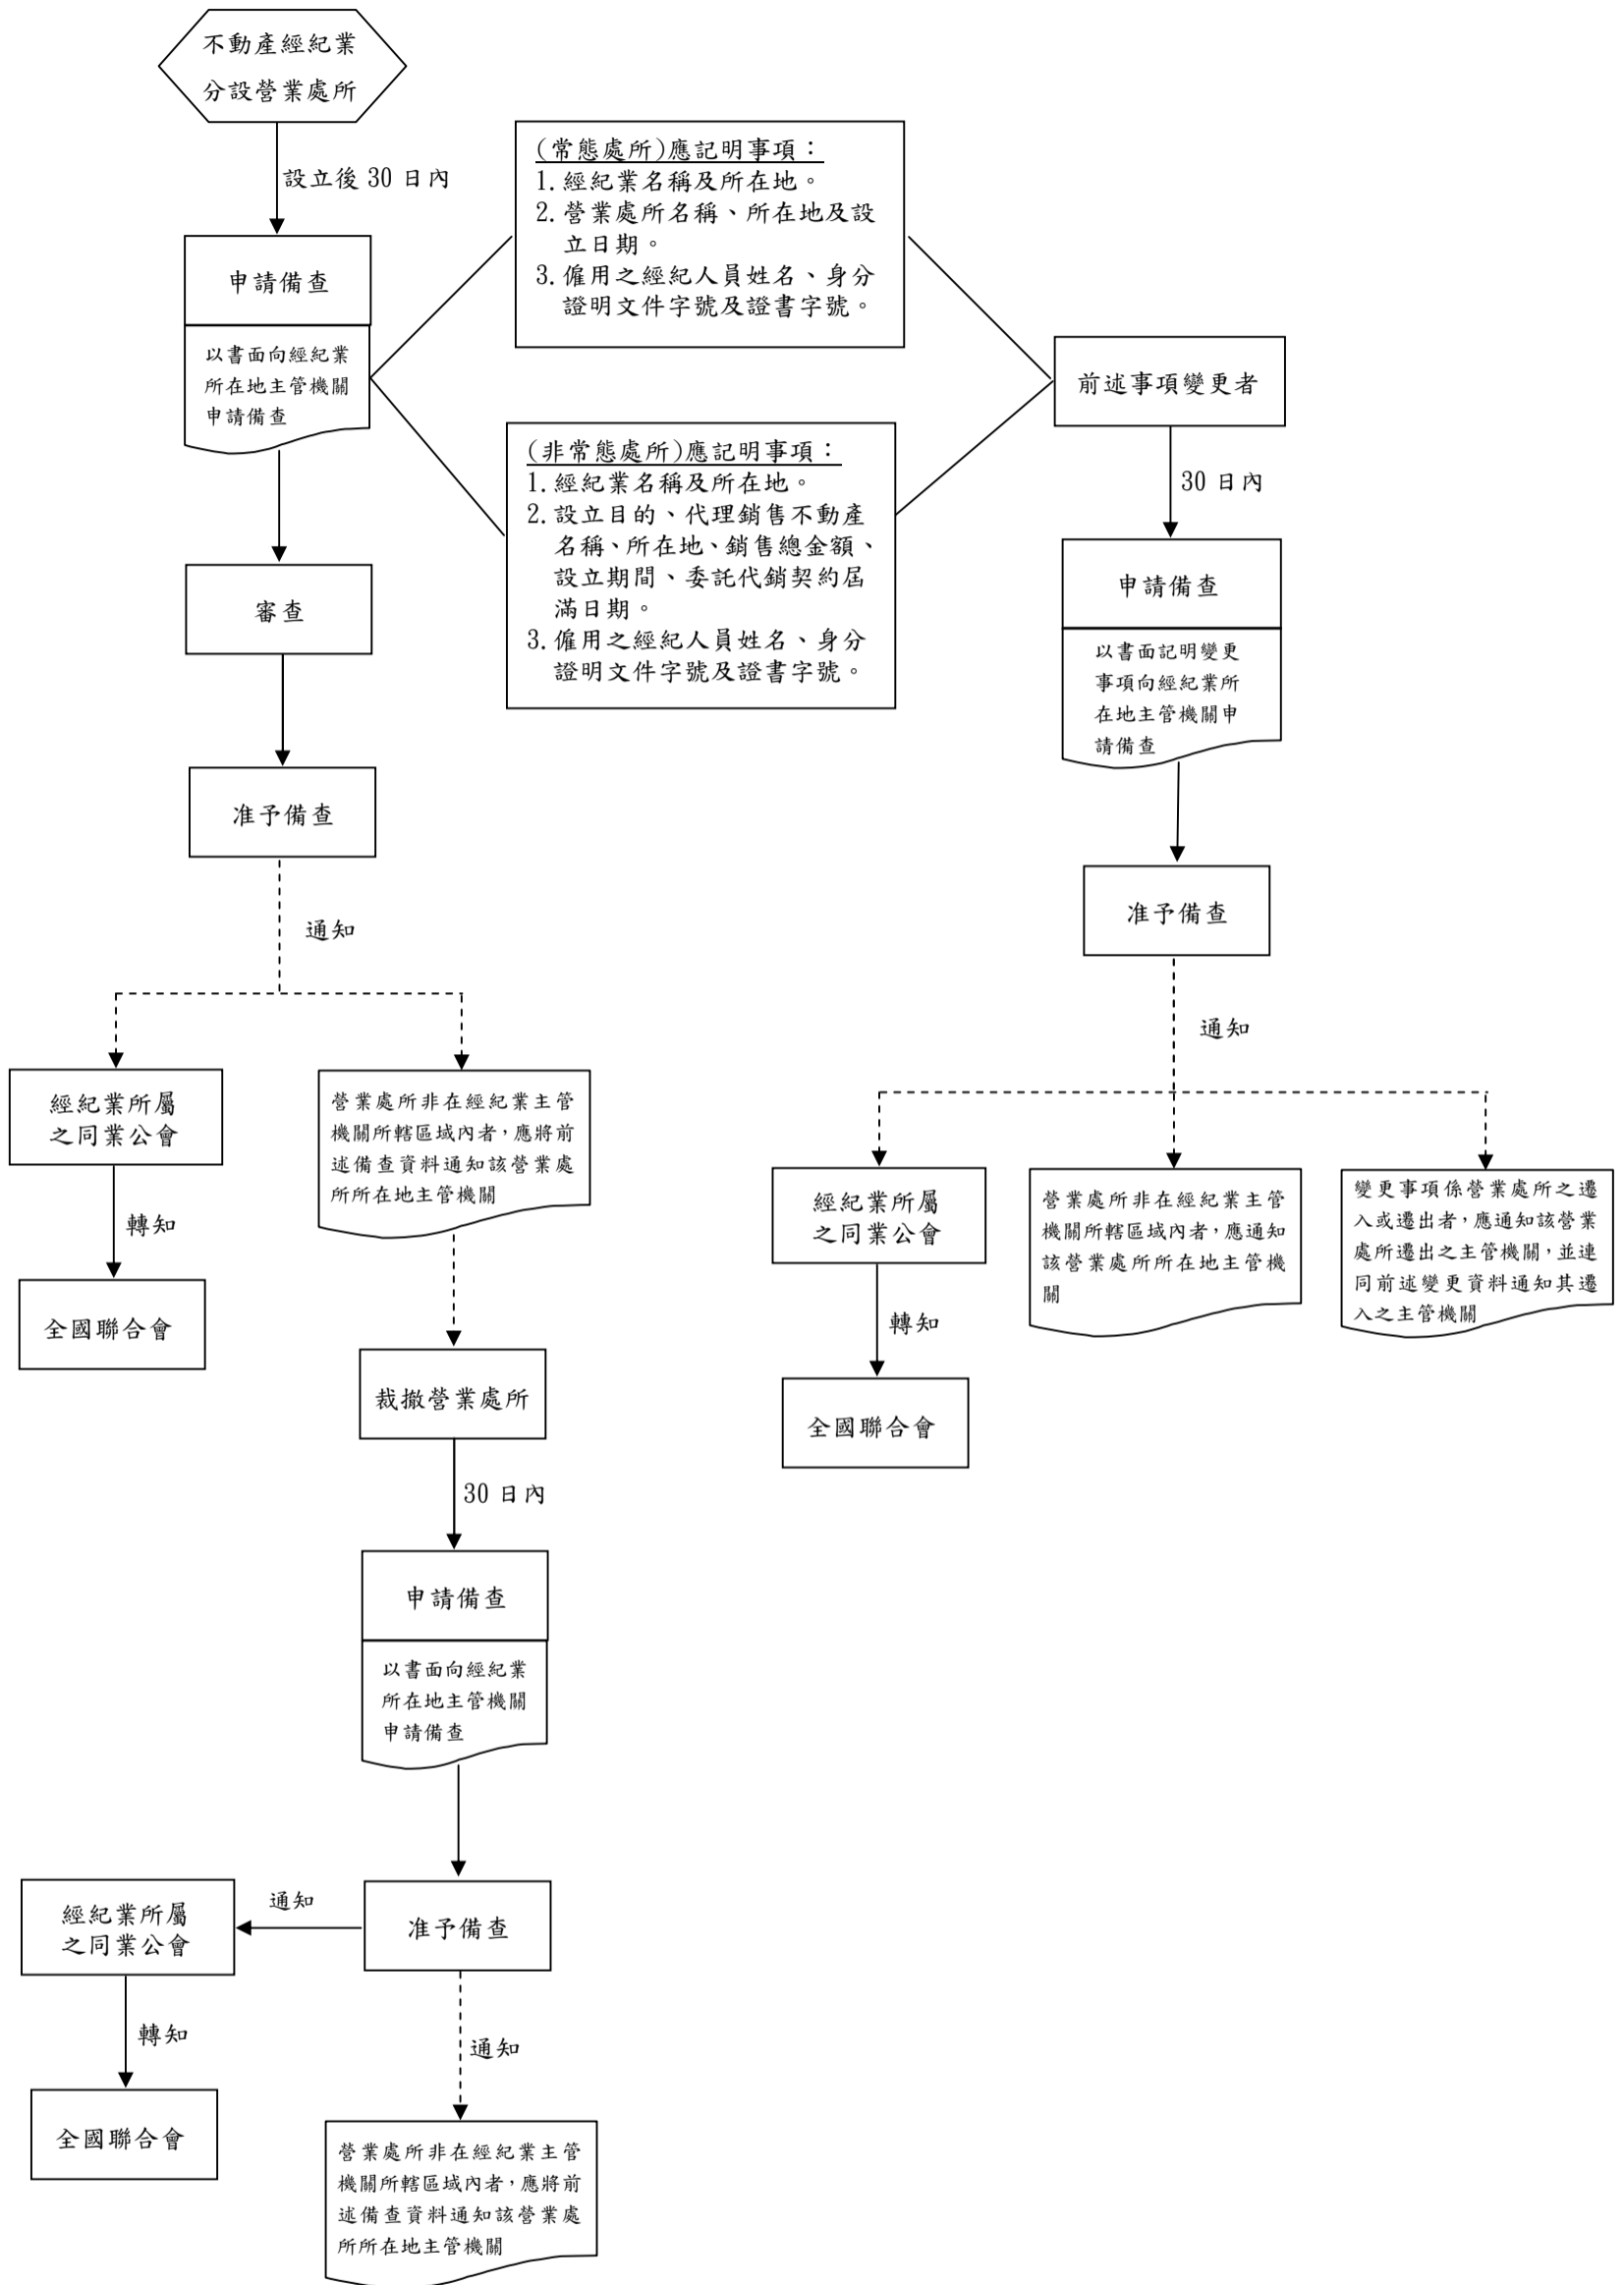 不動產經紀業
分設營業處所
設立後 30 日內
申請備查
以書面向經紀業
所在地主管機關
申請備查
(常態處所)應記明事項：
1. 經紀業名稱及所在地。
2. 營業處所名稱、所在地及設
立日期。
3. 僱用之經紀人員姓名、身分
證明文件字號及證書字號。
(非常態處所)應記明事項：
1. 經紀業名稱及所在地。
2. 設立目的、代理銷售不動產
名稱、所在地、銷售總金額、
設立期間、委託代銷契約屆
滿日期。
3. 僱用之經紀人員姓名、身分
證明文件字號及證書字號。
審查
准予備查
通知
經紀業所屬
之同業公會
轉知
全國聯合會
營業處所非在經紀業主管
機關所轄區域內者，應將前
述備查資料通知該營業處
所所在地主管機關
裁撤營業處所
30 日內
申請備查
以書面向經紀業
所在地主管機關
申請備查
准予備查
通知
經紀業所屬
之同業公會
轉知
全國聯合會
通知
營業處所非在經紀業主管
機關所轄區域內者，應將前
述備查資料通知該營業處
所所在地主管機關
前述事項變更者
30 日內
申請備查
以書面記明變更
事項向經紀業所
在地主管機關申
請備查
准予備查
通知
經紀業所屬
之同業公會
轉知
全國聯合會
營業處所非在經紀業主管
機關所轄區域內者，應通知
該營業處所所在地主管機
關
變更事項係營業處所之遷
入或遷出者，應通知該營業
處所遷出之主管機關，並連
同前述變更資料通知其遷
入之主管機關